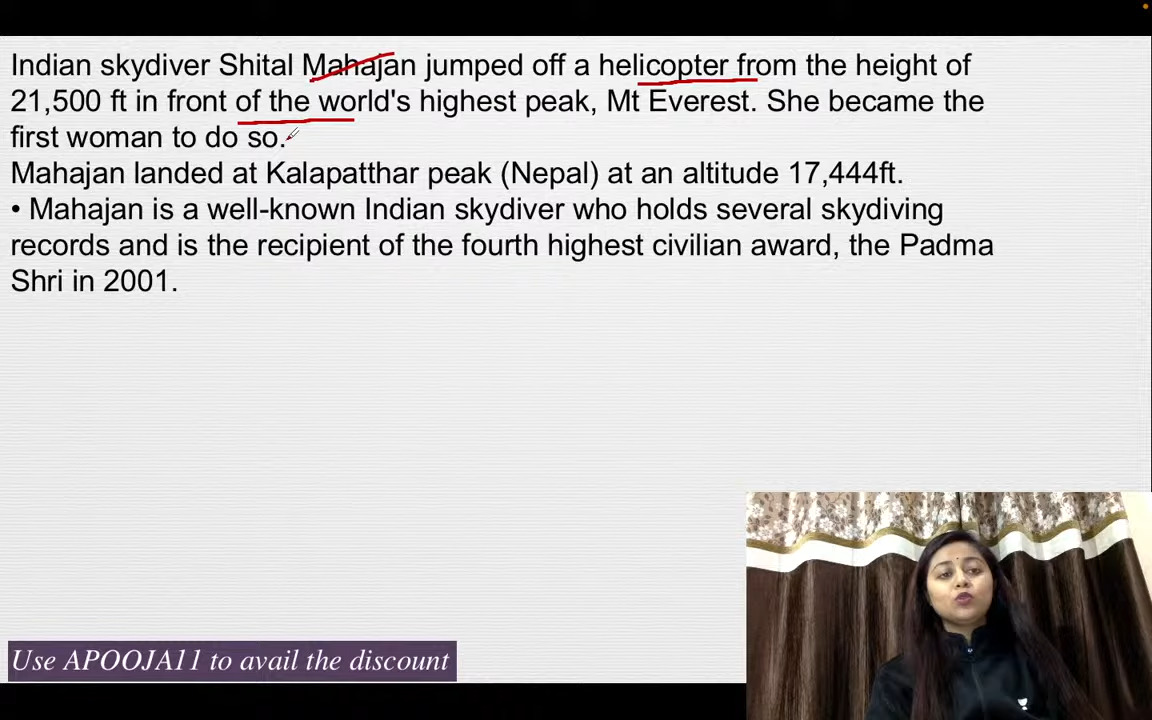 Indian skydiver Shital Mahajan jumped off a helicopter from the height of
21,500 ft in front of the world's highest peak, Mt Everest. She became the
first woman to do so.
Mahajan landed at Kalapatthar peak (Nepal) at an altitude 17,444ft.
• Mahajan is a well-known Indian skydiver who holds several skydiving
records and is the recipient of the fourth highest civilian award, the Padma
Shri in 2001.
Use APOOJA11 to avail the discount